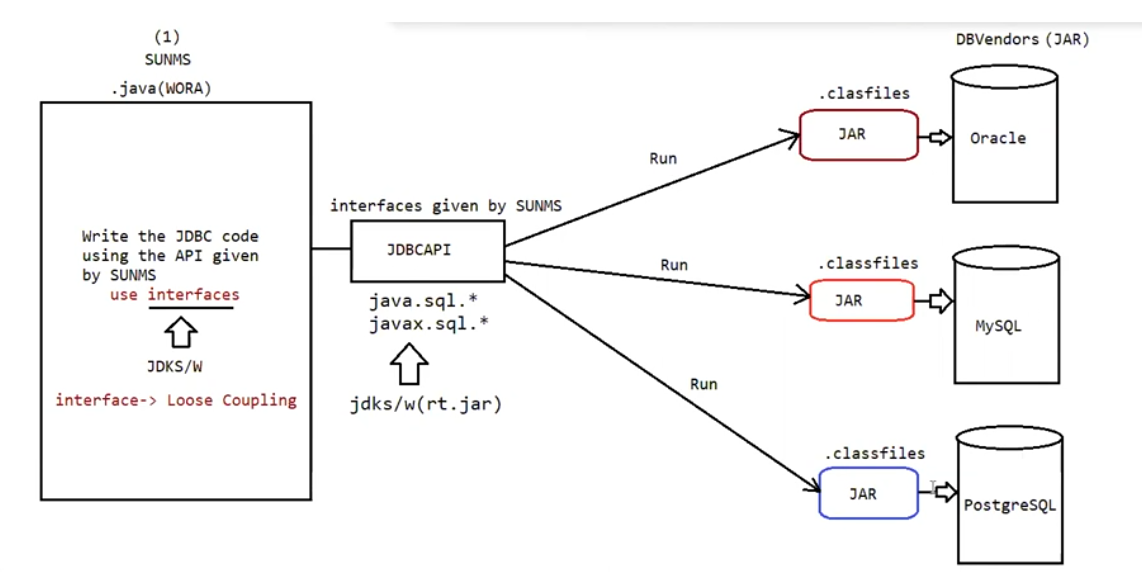 (1)
SUNMS
.java(WORA)
Write the JDBC code
using the API given
by SUNMS
use interfaces
JDKS/W
interface-> Loose Coupling
interfaces given by SUNMS
JDBCAPI
java.sql.*
javax.sql.*
jdks/w(rt.jar)
Run
Run
Run
DBVendors (JAR)
.clasfiles
JAR
Oracle
.classfiles
JAR
MySQL
.classfiles
JAR
PostgreSQL